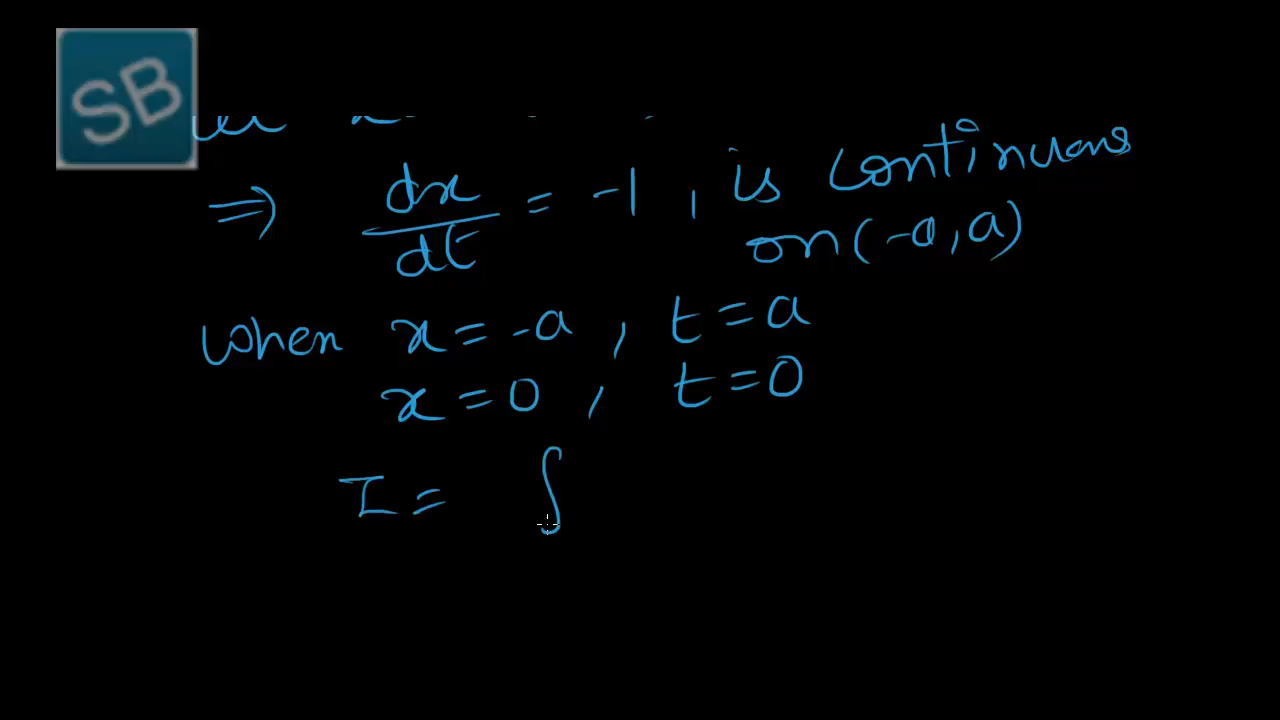 SB
⇒ dx/dt = -1, is continuous
on(-a, a)
when x = -a, t = a
x = 0, t = 0
I = ∫